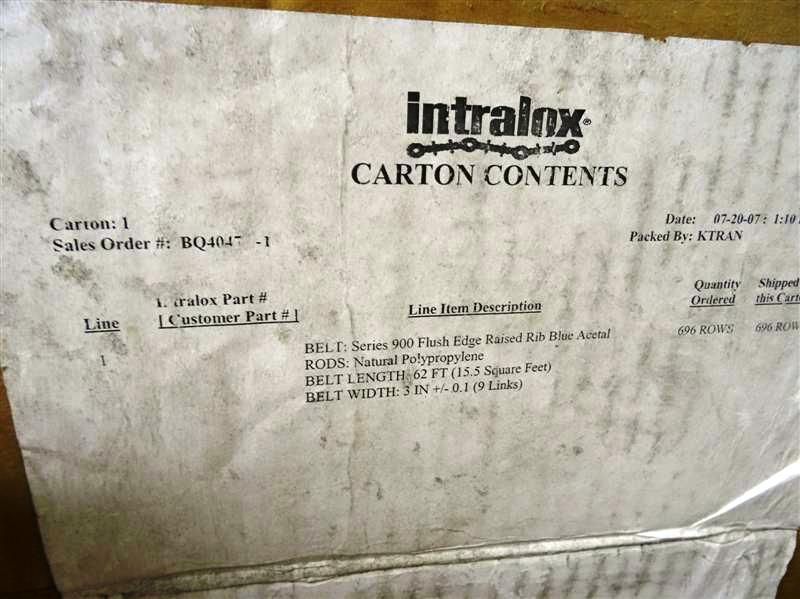 intralox®
CARTON CONTENTS
Carton: 1
Date: 07-20-07: 1:10
Sales Order #: BQ4047 -1
Packed By: KTRAN
Intralox Part #
Quantity Shipped
Line [ Customer Part # ] Line Item Description Ordered this Cart
1 BELT: Series 900 Flush Edge Raised Rib Blue Acetal 696 ROWS 696 ROW
RODS: Natural Polypropylene
BELT LENGTH: 62 FT (15.5 Square Feet)
BELT WIDTH: 3 IN +/- 0.1 (9 Links)